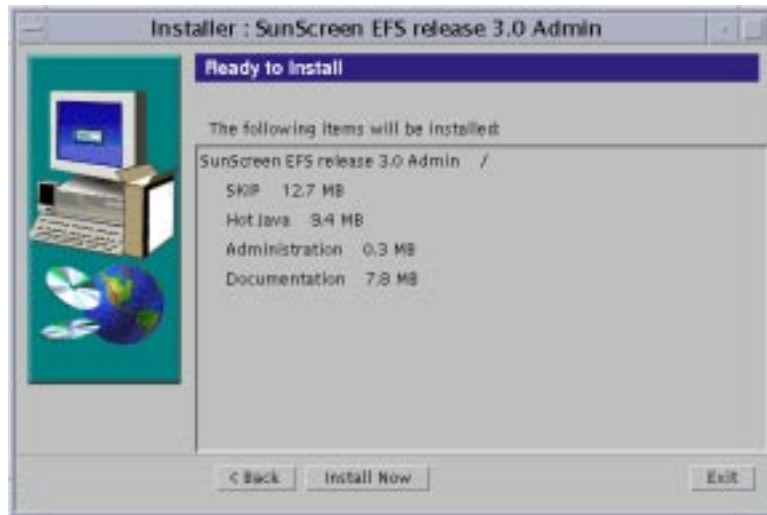 Installer : SunScreen EFS release 3.0 Admin
Ready to Install
The following items will be installed:
SunScreen EFS release 3.0 Admin /
SKIP 12.7 MB
HotJava 9.4 MB
Administration 0.3 MB
Documentation 7.8 MB
< Back Install Now Exit